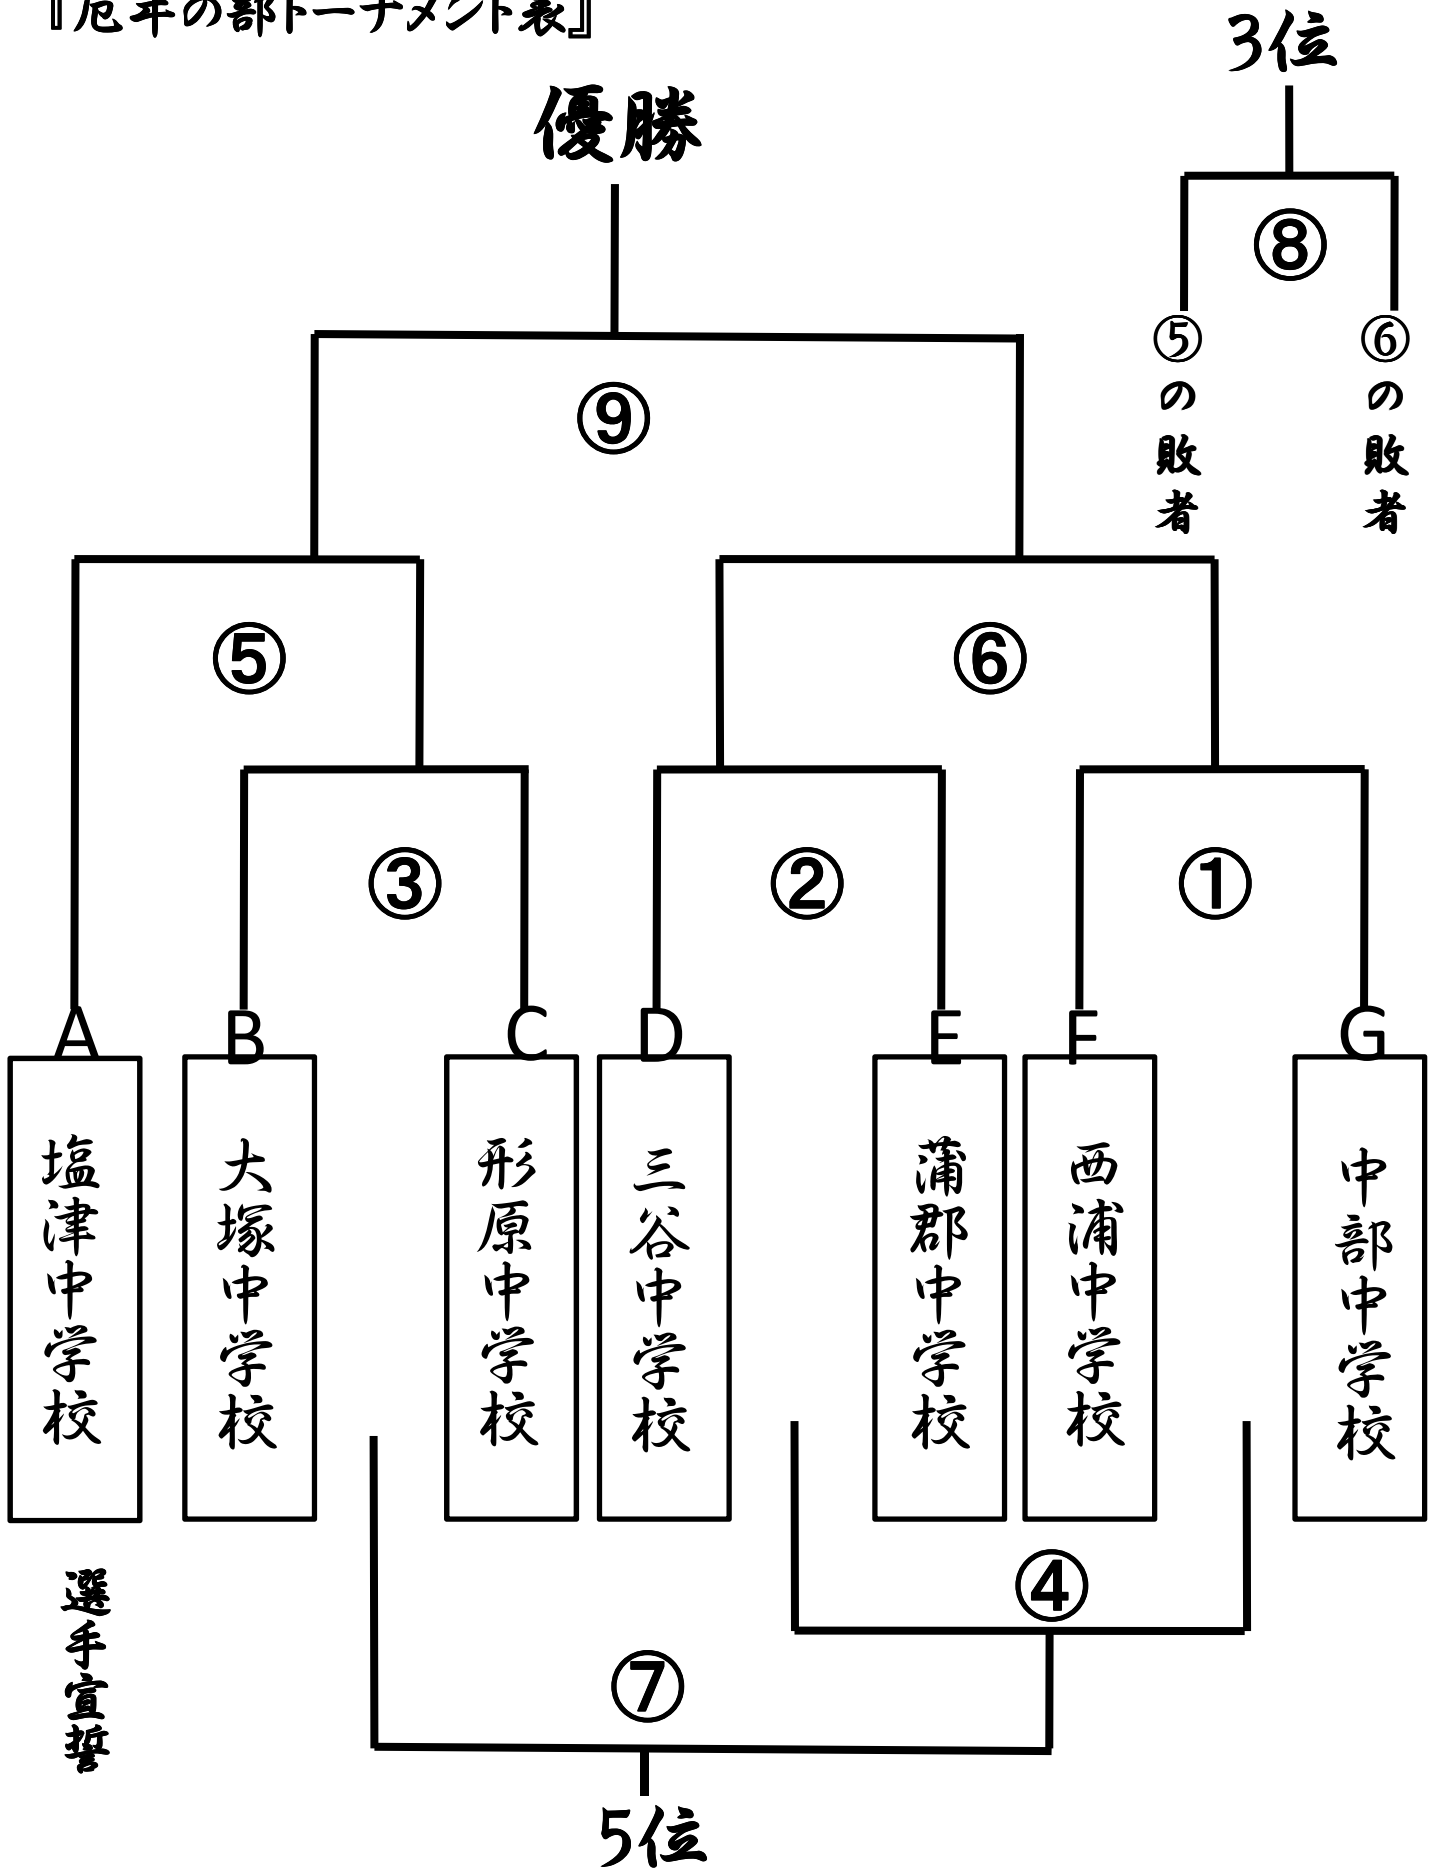 『厄年の部トーナメント表』
3位
優勝
⑧
⑤の敗者
⑥の敗者
⑨
⑤
⑥
③
②
①
A
B
C
D
E
F
G
塩津中学校
大塚中学校
形原中学校
三谷中学校
蒲郡中学校
西浦中学校
中部中学校
選手宣誓
④
⑦
5位